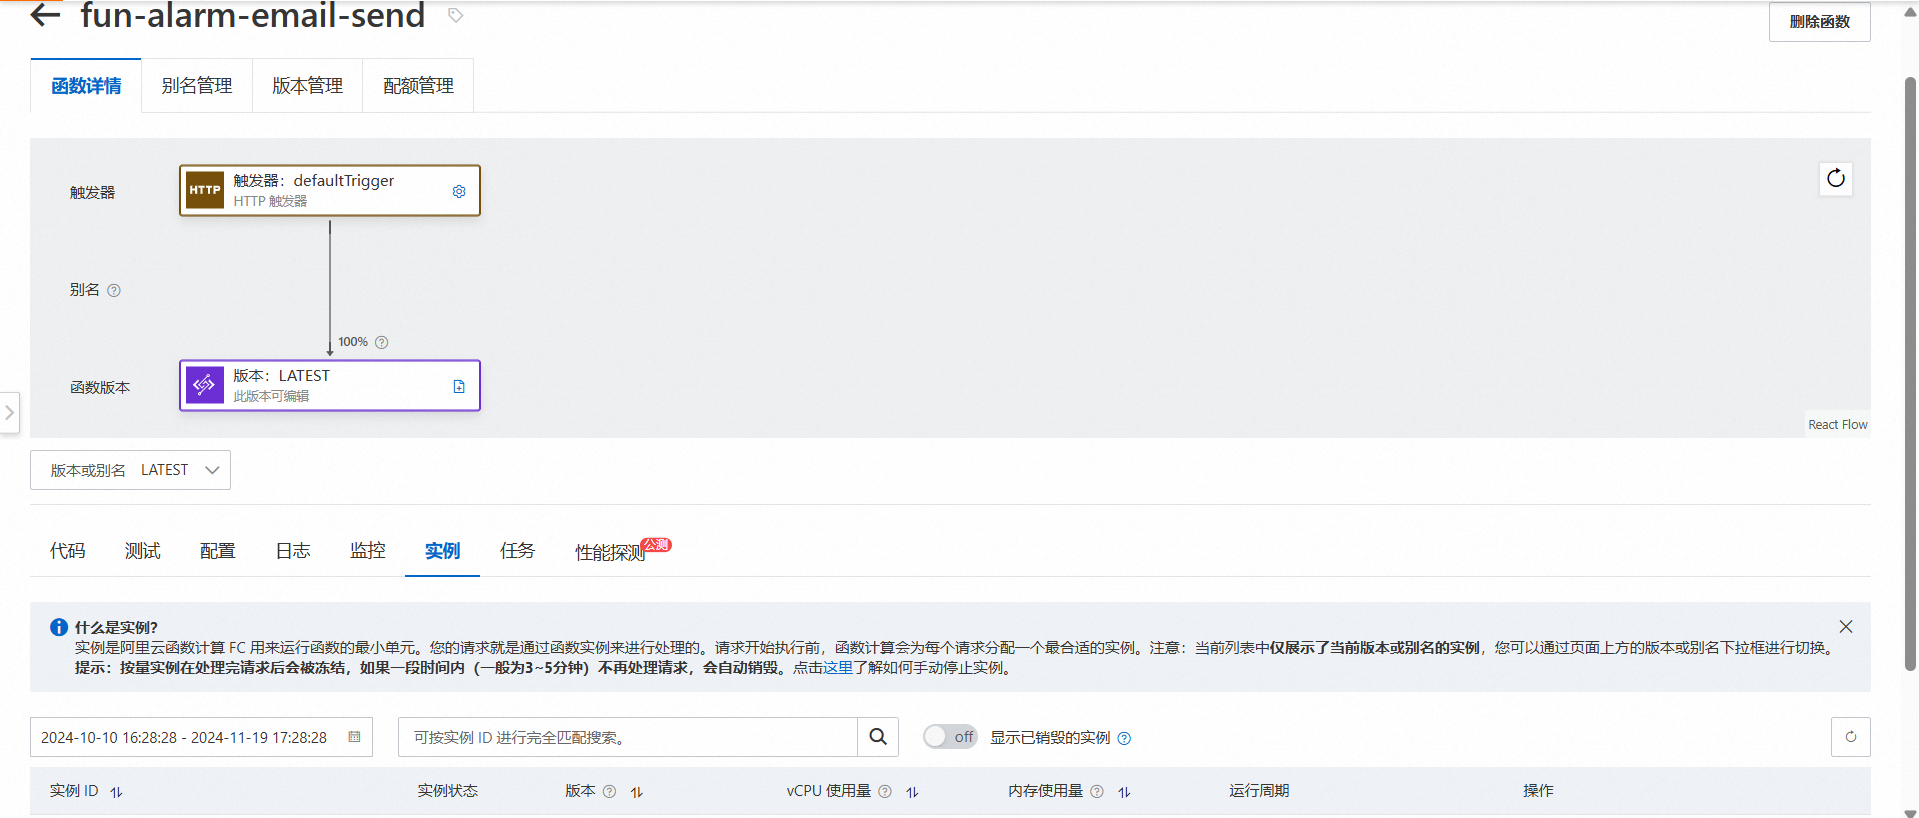 fun-alarm-email-send
删除函数
函数详情 别名管理 版本管理 配额管理
触发器
HTTP
触发器：defaultTrigger
HTTP 触发器
别名
100%
函数版本
版本：LATEST
此版本可编辑
React Flow
版本或别名 LATEST
代码 测试 配置 日志 监控 实例 任务 性能探测 公测
什么是实例？
实例是阿里云函数计算 FC 用来运行函数的最小单元。您的请求就是通过函数实例来进行处理的。请求开始执行前，函数计算会为每个请求分配一个最合适的实例。注意：当前列表中仅展示了当前版本或别名的实例，您可以通过页面上方的版本或别名下拉框进行切换。
提示：按量实例在处理完请求后会被冻结，如果一段时间内（一般为3~5分钟）不再处理请求，会自动销毁。点击这里了解如何手动停止实例。
2024-10-10 16:28:28 - 2024-11-19 17:28:28
可按实例 ID 进行完全匹配搜索。
off 显示已销毁的实例
实例 ID 实例状态 版本 vCPU 使用量 内存使用量 运行周期 操作